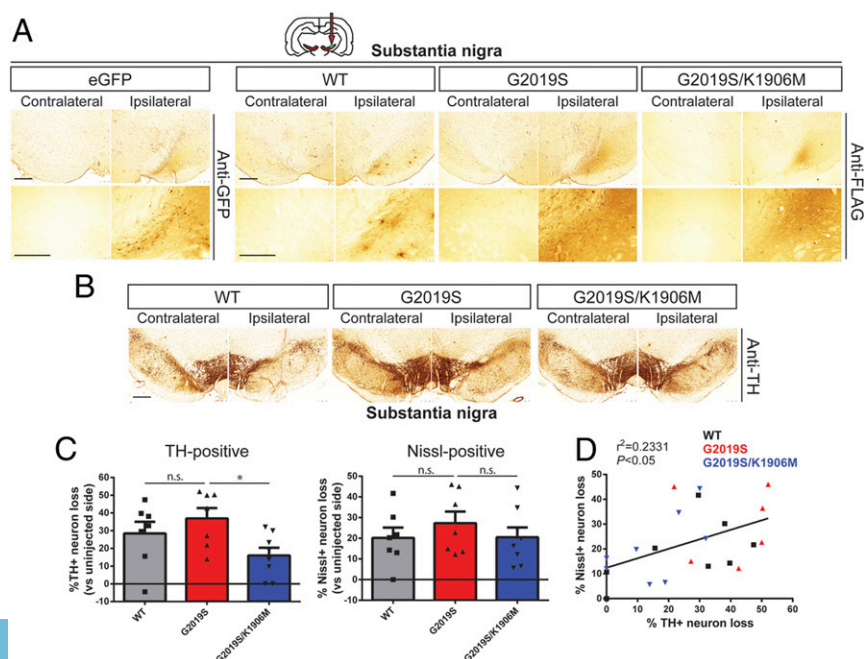 A
Substantia nigra
eGFP
WT
G2019S
G2019S/K1906M
Contralateral Ipsilateral
Contralateral Ipsilateral
Contralateral Ipsilateral
Contralateral Ipsilateral
Anti-GFP
Anti-FLAG
B
WT
G2019S
G2019S/K1906M
Contralateral Ipsilateral
Contralateral Ipsilateral
Contralateral Ipsilateral
Anti-TH
Substantia nigra
C
TH-positive
n.s.
*
%TH+ neuron loss
(vs uninjected side)
60
50
40
30
20
10
0
-10
WT
G2019S
G2019S/K1906M
Nissl-positive
n.s.
n.s.
%Nissl+ neuron loss
(vs uninjected side)
60
50
40
30
20
10
0
-10
WT
G2019S
G2019S/K1906M
D
r²=0.2331
P<0.05
WT
G2019S
G2019S/K1906M
% Nissl+ neuron loss
50
40
30
20
10
0
0 20 40 60
% TH+ neuron loss